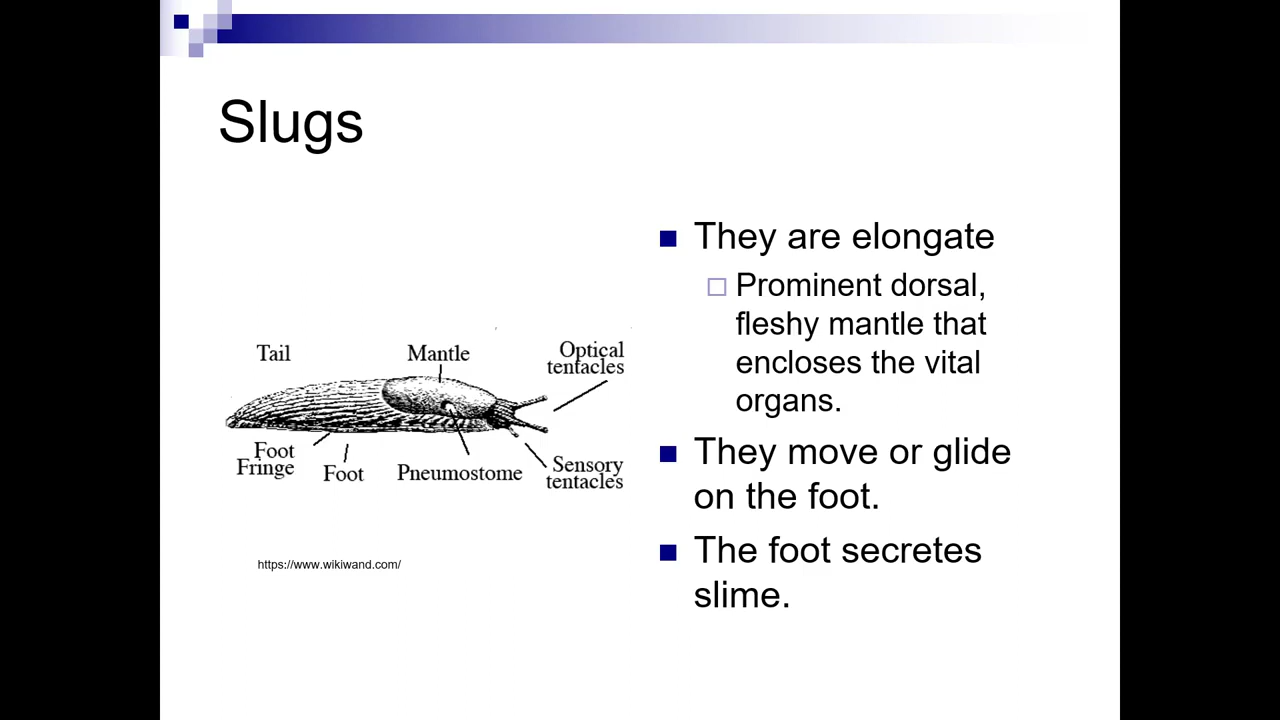 Slugs
Tail
Mantle
Optical
tentacles
Foot
Fringe
Foot
Pneumostome
Sensory
tentacles
https://www.wikiwand.com/
They are elongate
Prominent dorsal,
fleshy mantle that
encloses the vital
organs.
They move or glide
on the foot.
The foot secretes
slime.